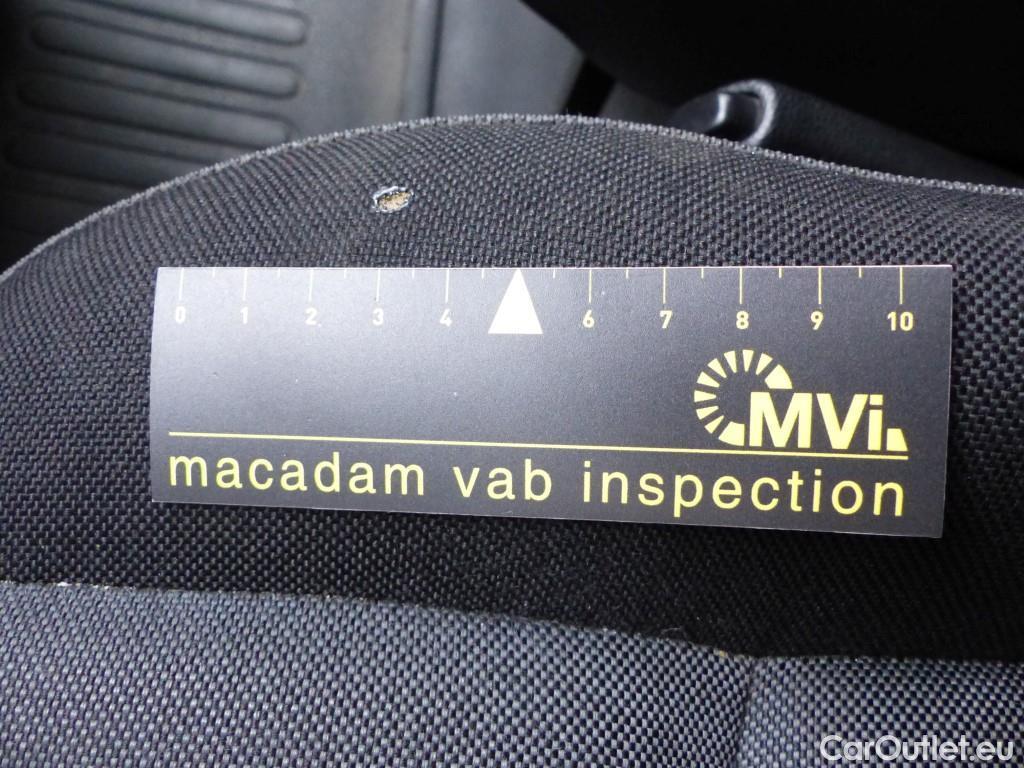 0 1 2 3 4 6 7 8 9 10
MVi
macadam vab inspection
CarOutlet.eu